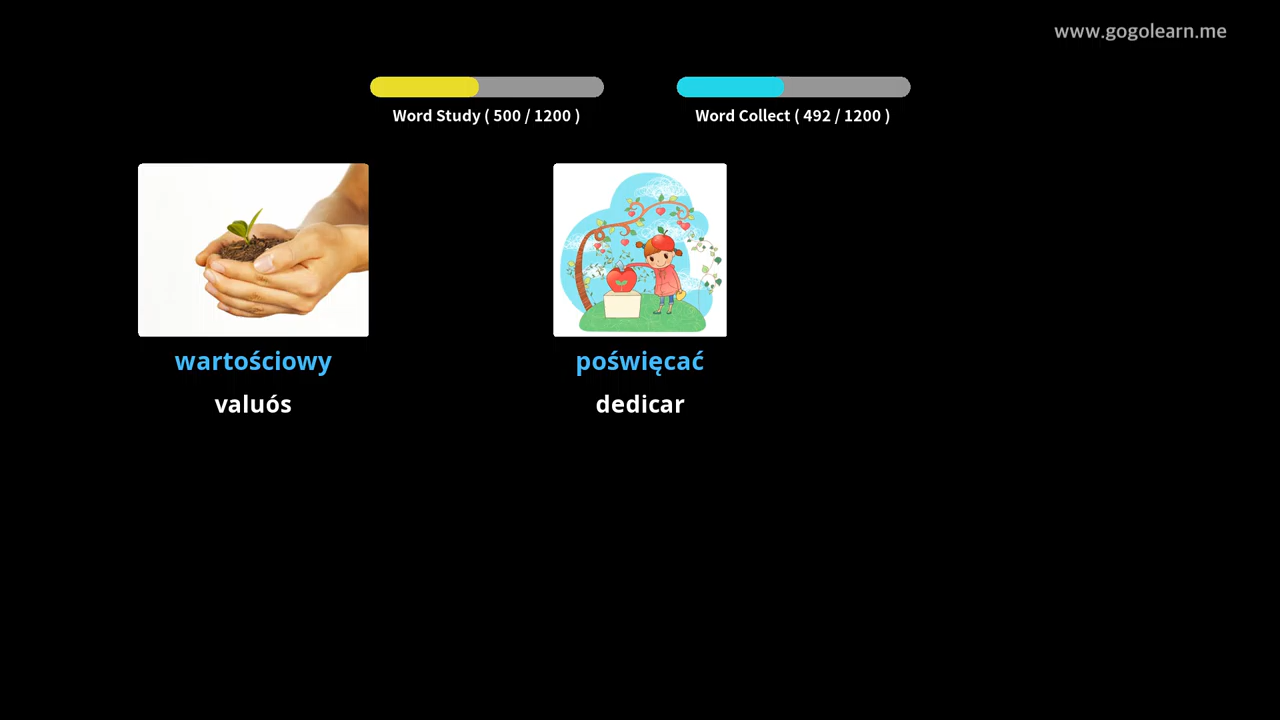 www.gogolearn.me
Word Study ( 500 / 1200 )
Word Collect ( 492 / 1200 )
wartościowy
poświęcać
valuós
dedicar